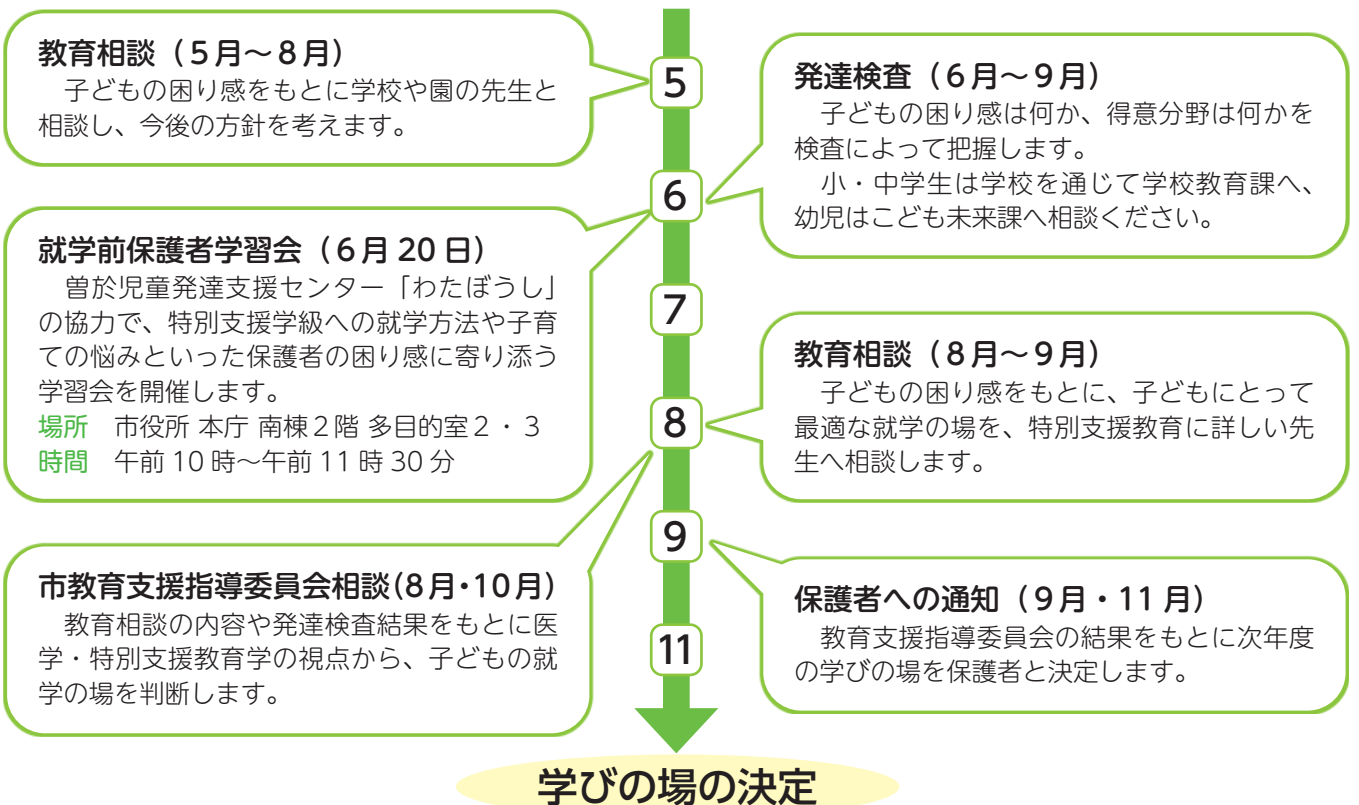 教育相談（５月～８月）
　子どもの困り感をもとに学校や園の先生と
相談し、今後の方針を考えます。
5
発達検査（６月～９月）
　子どもの困り感は何か、得意分野は何かを
検査によって把握します。
　小・中学生は学校を通じて学校教育課へ、
幼児はこども未来課へ相談ください。
6
就学前保護者学習会（６月 20 日）
　曽於児童発達支援センター「わたぼうし」
の協力で、特別支援学級への就学方法や子育
ての悩みといった保護者の困り感に寄り添う
学習会を開催します。
場所　市役所 本庁 南棟２階 多目的室２・３
時間　午前 10 時～午前 11 時 30 分
7
教育相談（８月～９月）
　子どもの困り感をもとに、子どもにとって
最適な就学の場を、特別支援教育に詳しい先
生へ相談します。
8
市教育支援指導委員会相談(８月・10月)
　教育相談の内容や発達検査結果をもとに医
学・特別支援教育学の視点から、子どもの就
学の場を判断します。
9
保護者への通知（９月・11 月）
　教育支援指導委員会の結果をもとに次年度
の学びの場を保護者と決定します。
11
学びの場の決定